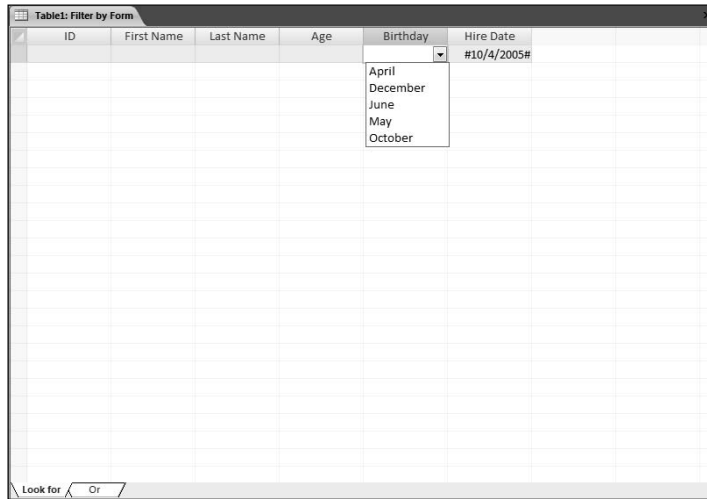 Table1: Filter by Form
ID First Name Last Name Age Birthday Hire Date
#10/4/2005#
April
December
June
May
October
Look for Or